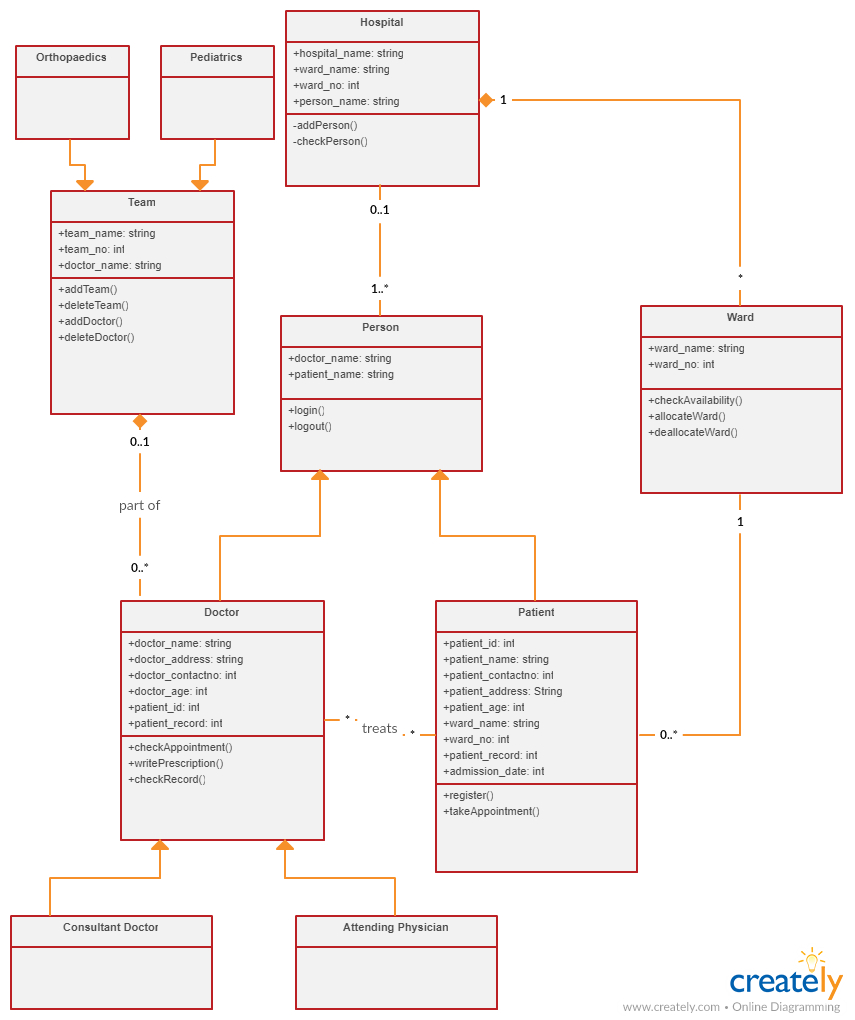 Hospital
+hospital_name: string
+ward_name: string
+ward_no: int
+person_name: string
-addPerson()
-checkPerson()
Orthopaedics
Pediatrics
1
0..1
*
1..*
Team
+team_name: string
+team_no: int
+doctor_name: string
+addTeam()
+deleteTeam()
+addDoctor()
+deleteDoctor()
Person
+doctor_name: string
+patient_name: string
+login()
+logout()
Ward
+ward_name: string
+ward_no: int
+checkAvailability()
+allocateWard()
+deallocateWard()
0..1
part of
0..*
1
Doctor
+doctor_name: string
+doctor_address: string
+doctor_contactno: int
+doctor_age: int
+patient_id: int
+patient_record: int
+checkAppointment()
+writePrescription()
+checkRecord()
* treats *
Patient
+patient_id: int
+patient_name: string
+patient_contactno: int
+patient_address: String
+patient_age: int
+ward_name: string
+ward_no: int
+patient_record: int
+admission_date: int
+register()
+takeAppointment()
0..*
Consultant Doctor
Attending Physician
creately
www.creately.com • Online Diagramming